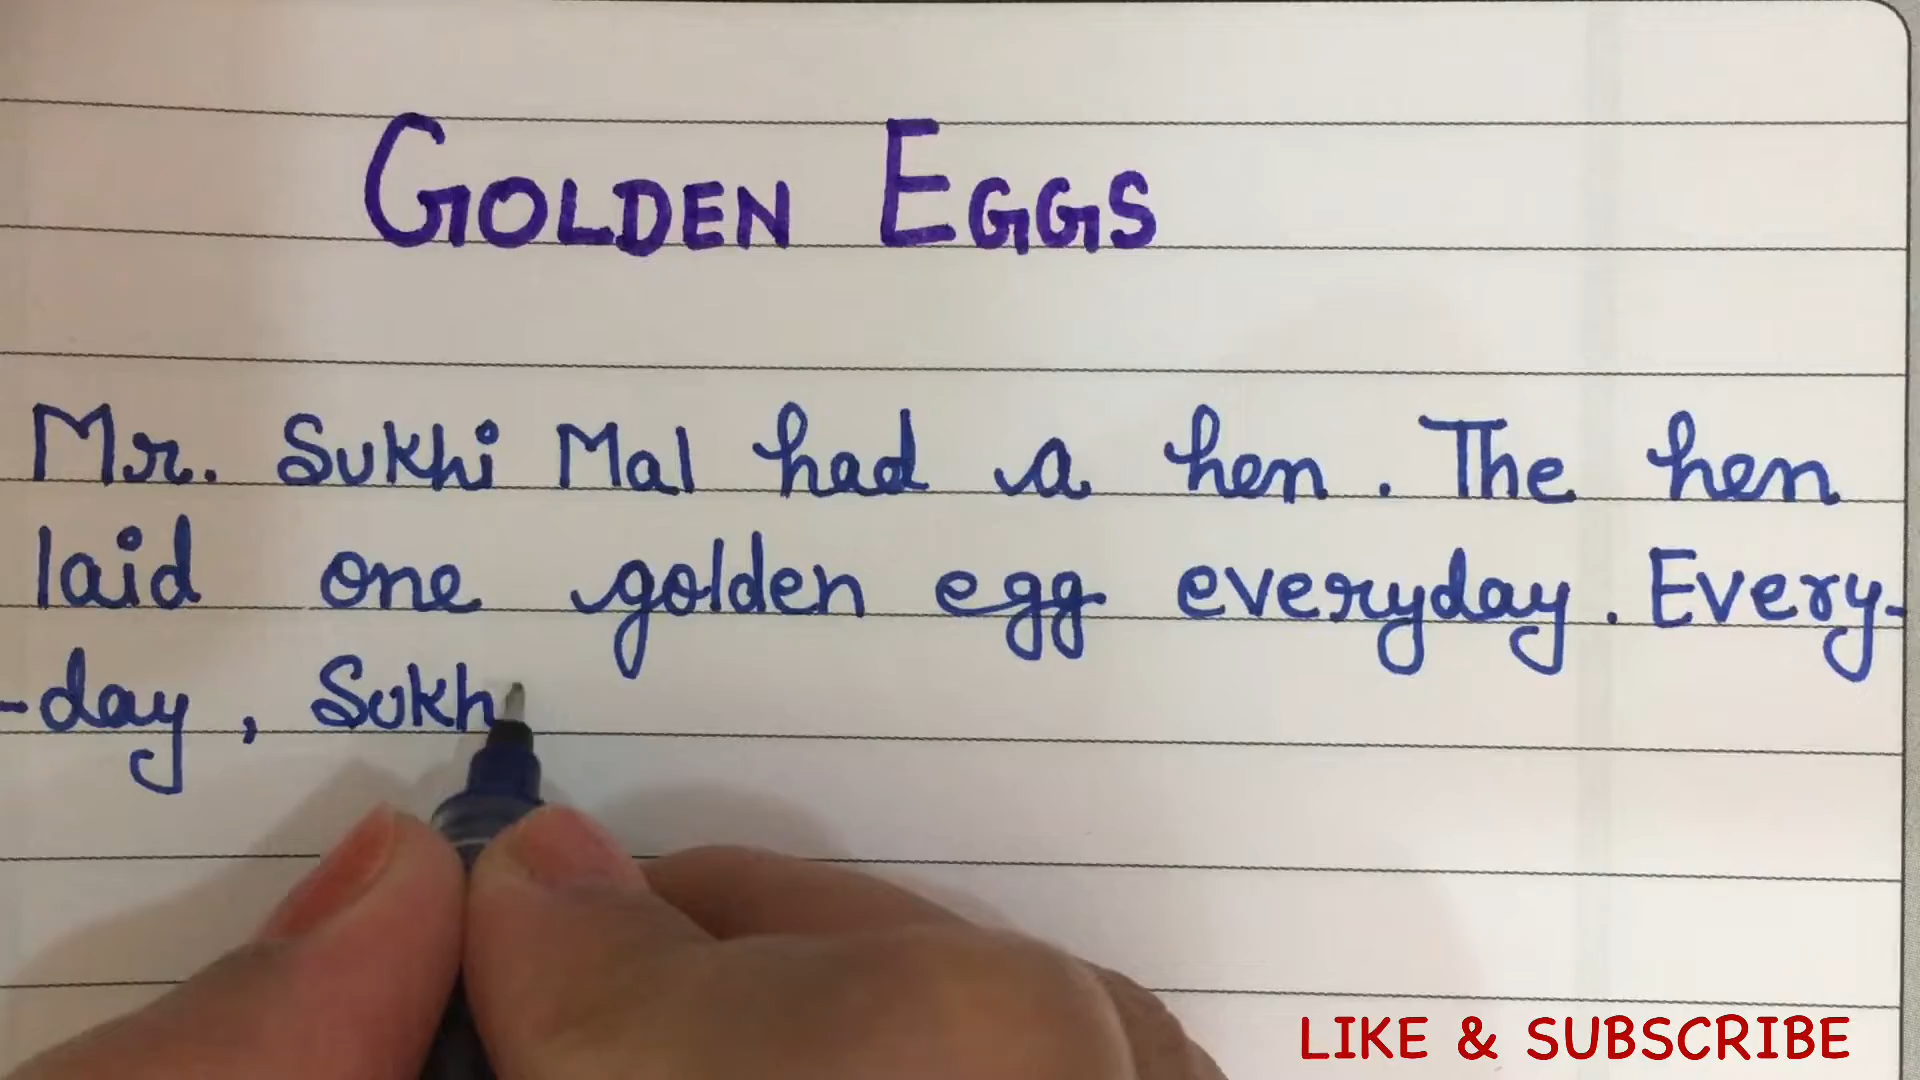 GOLDEN EGGS
Mr. Sukhi Mal had a hen. The hen
laid one golden egg everyday. Every-
-day, Sukh
LIKE & SUBSCRIBE